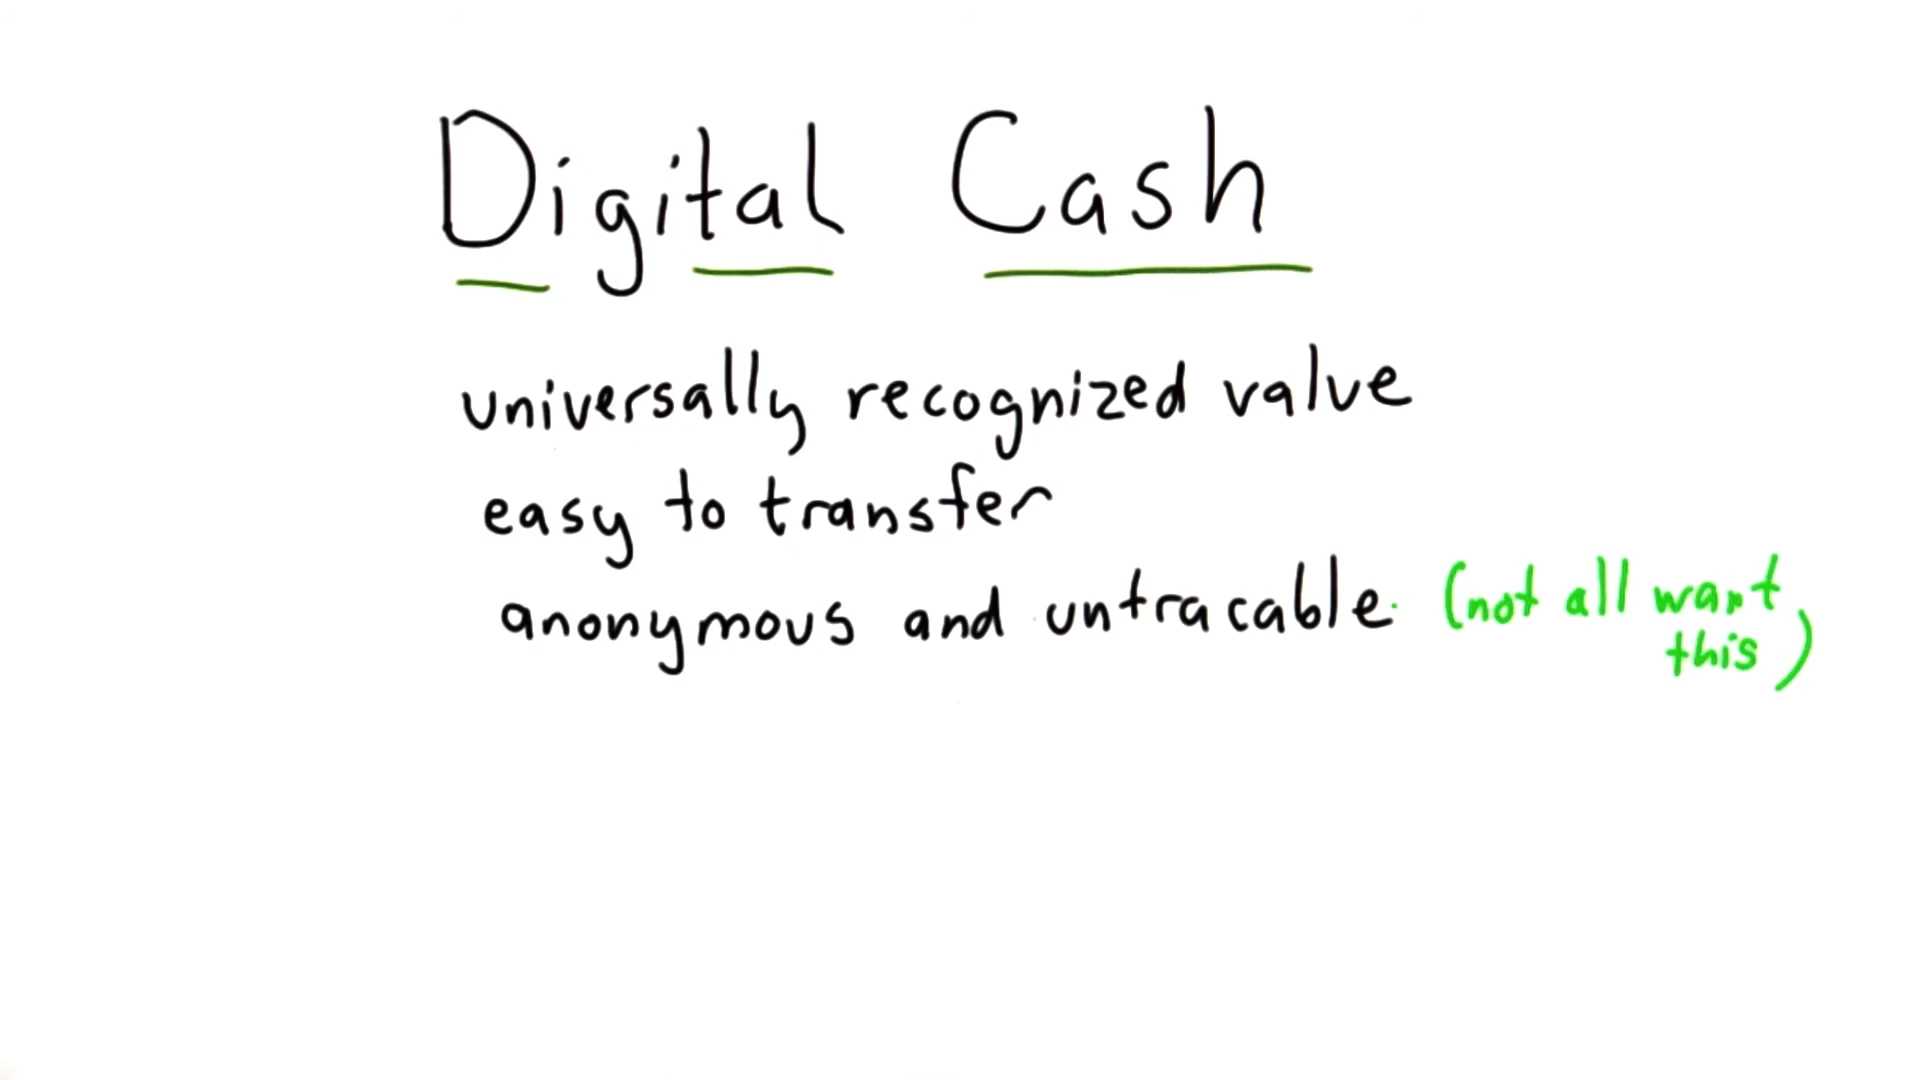 Digital Cash
universally recognized value
easy to transfer
anonymous and untracable (not all want
this)